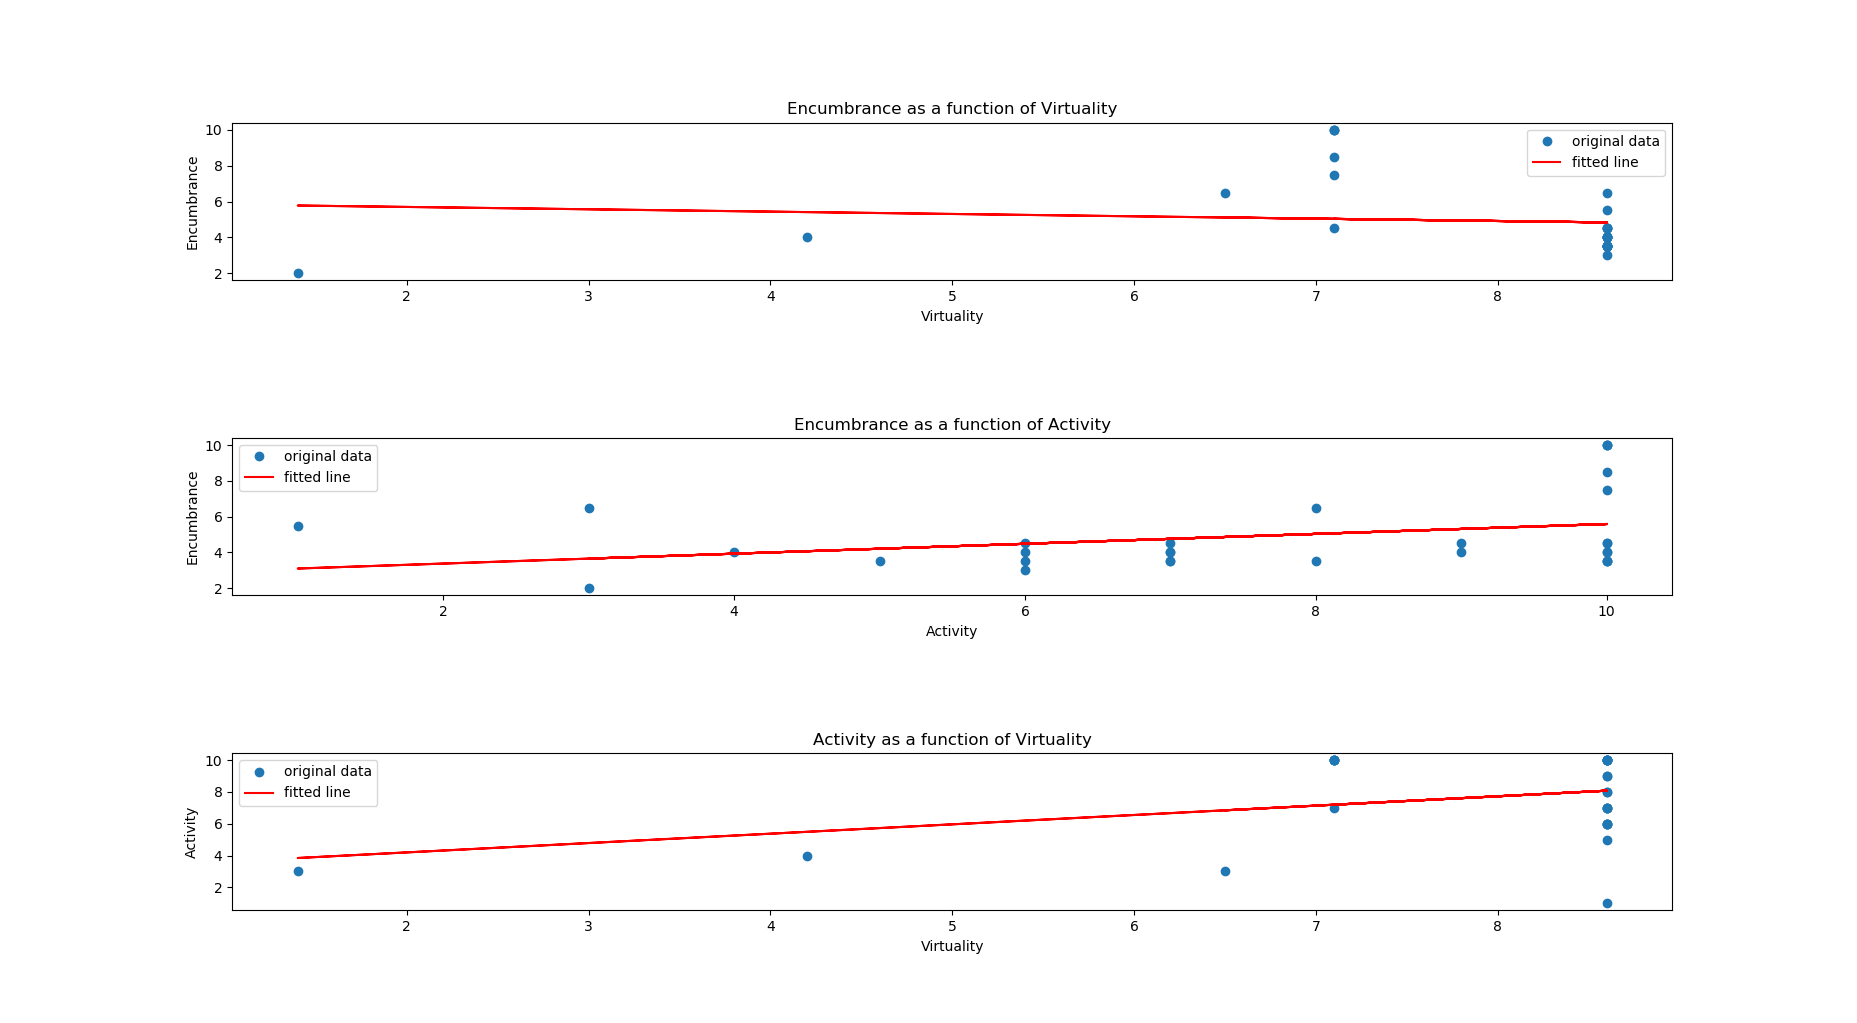 Encumbrance as a function of Virtuality
10
8
6
4
2
Encumbrance
original data
fitted line
2 3 4 5 6 7 8
Virtuality
Encumbrance as a function of Activity
10
8
6
4
2
Encumbrance
original data
fitted line
2 4 6 8 10
Activity
Activity as a function of Virtuality
10
8
6
4
2
Activity
original data
fitted line
2 3 4 5 6 7 8
Virtuality